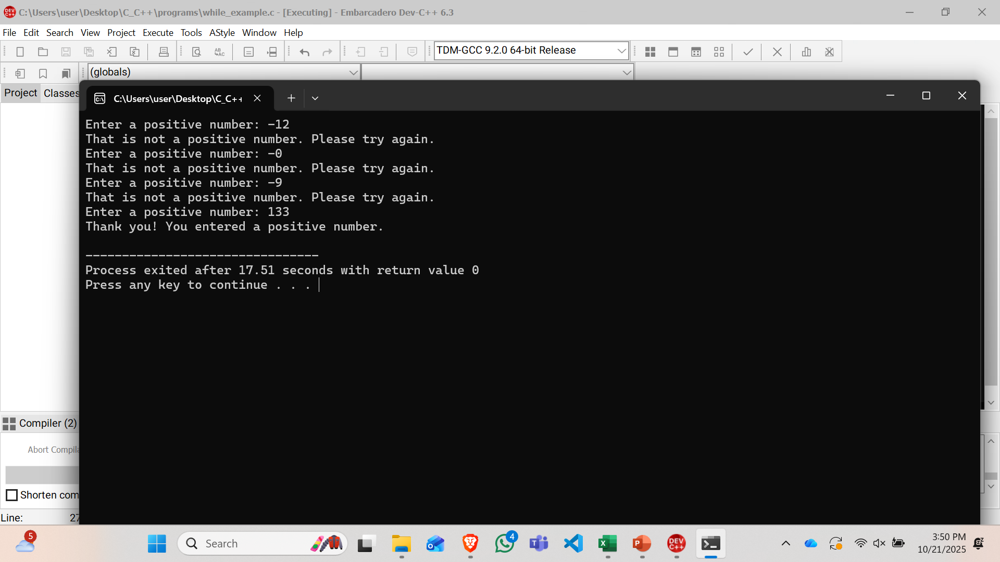 C:\Users\user\Desktop\C_C++\programs\while_example.c - [Executing] - Embarcadero Dev-C++ 6.3
File Edit Search View Project Execute Tools AStyle Window Help
TDM-GCC 9.2.0 64-bit Release
(globals)
Project Classes
C:\Users\user\Desktop\C_C++
Enter a positive number: -12
That is not a positive number. Please try again.
Enter a positive number: -0
That is not a positive number. Please try again.
Enter a positive number: -9
That is not a positive number. Please try again.
Enter a positive number: 133
Thank you! You entered a positive number.
--------------------------------
Process exited after 17.51 seconds with return value 0
Press any key to continue . . .
Compiler (2)
Abort Compila
Shorten com
Line: 27
5
Search
4
3:50 PM
10/21/2025